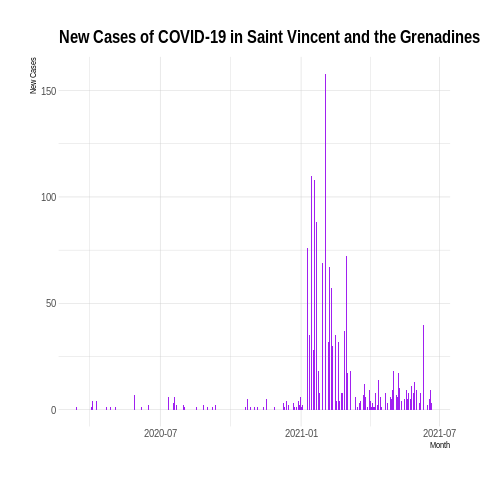 New Cases of COVID-19 in Saint Vincent and the Grenadines
New Cases
150
100
50
0
2020-07
2021-01
2021-07
Month